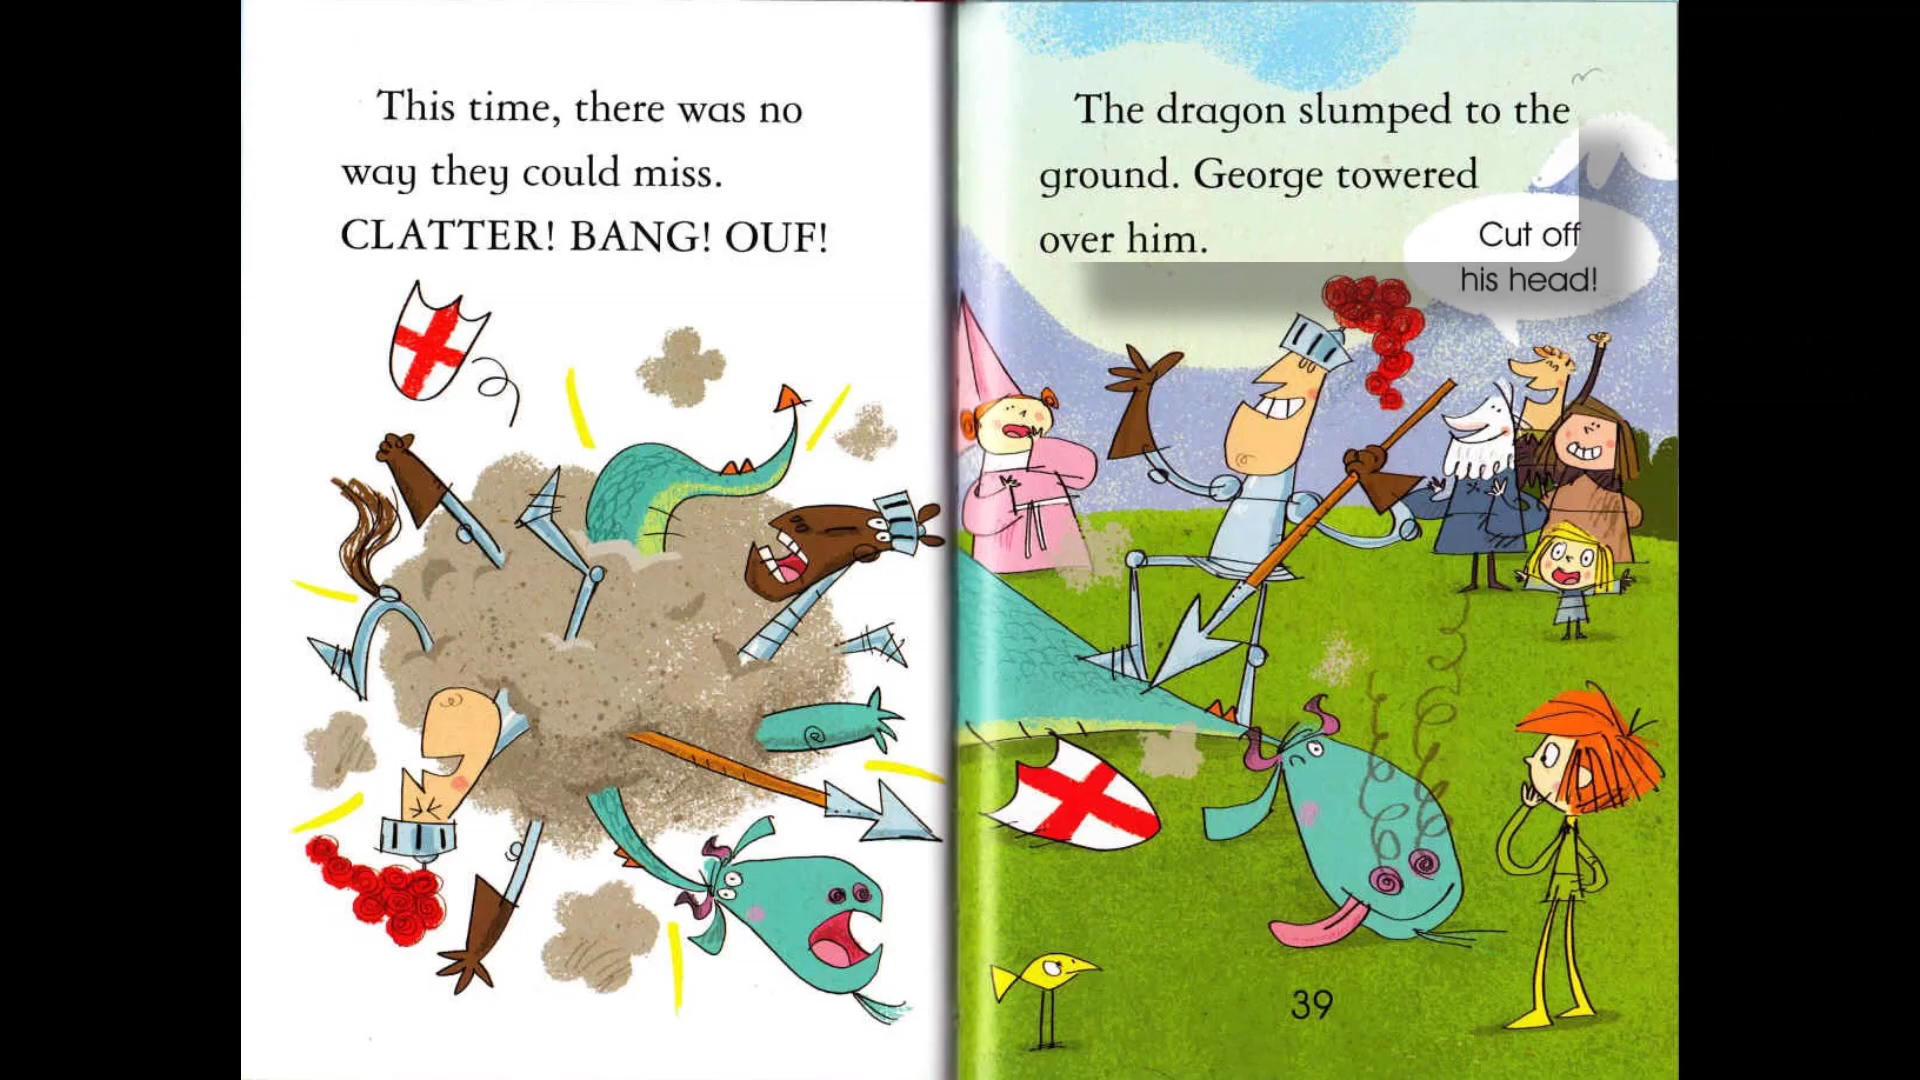 This time, there was no
way they could miss.
CLATTER! BANG! OUF!
The dragon slumped to the
ground. George towered
over him.
Cut off
his head!
39